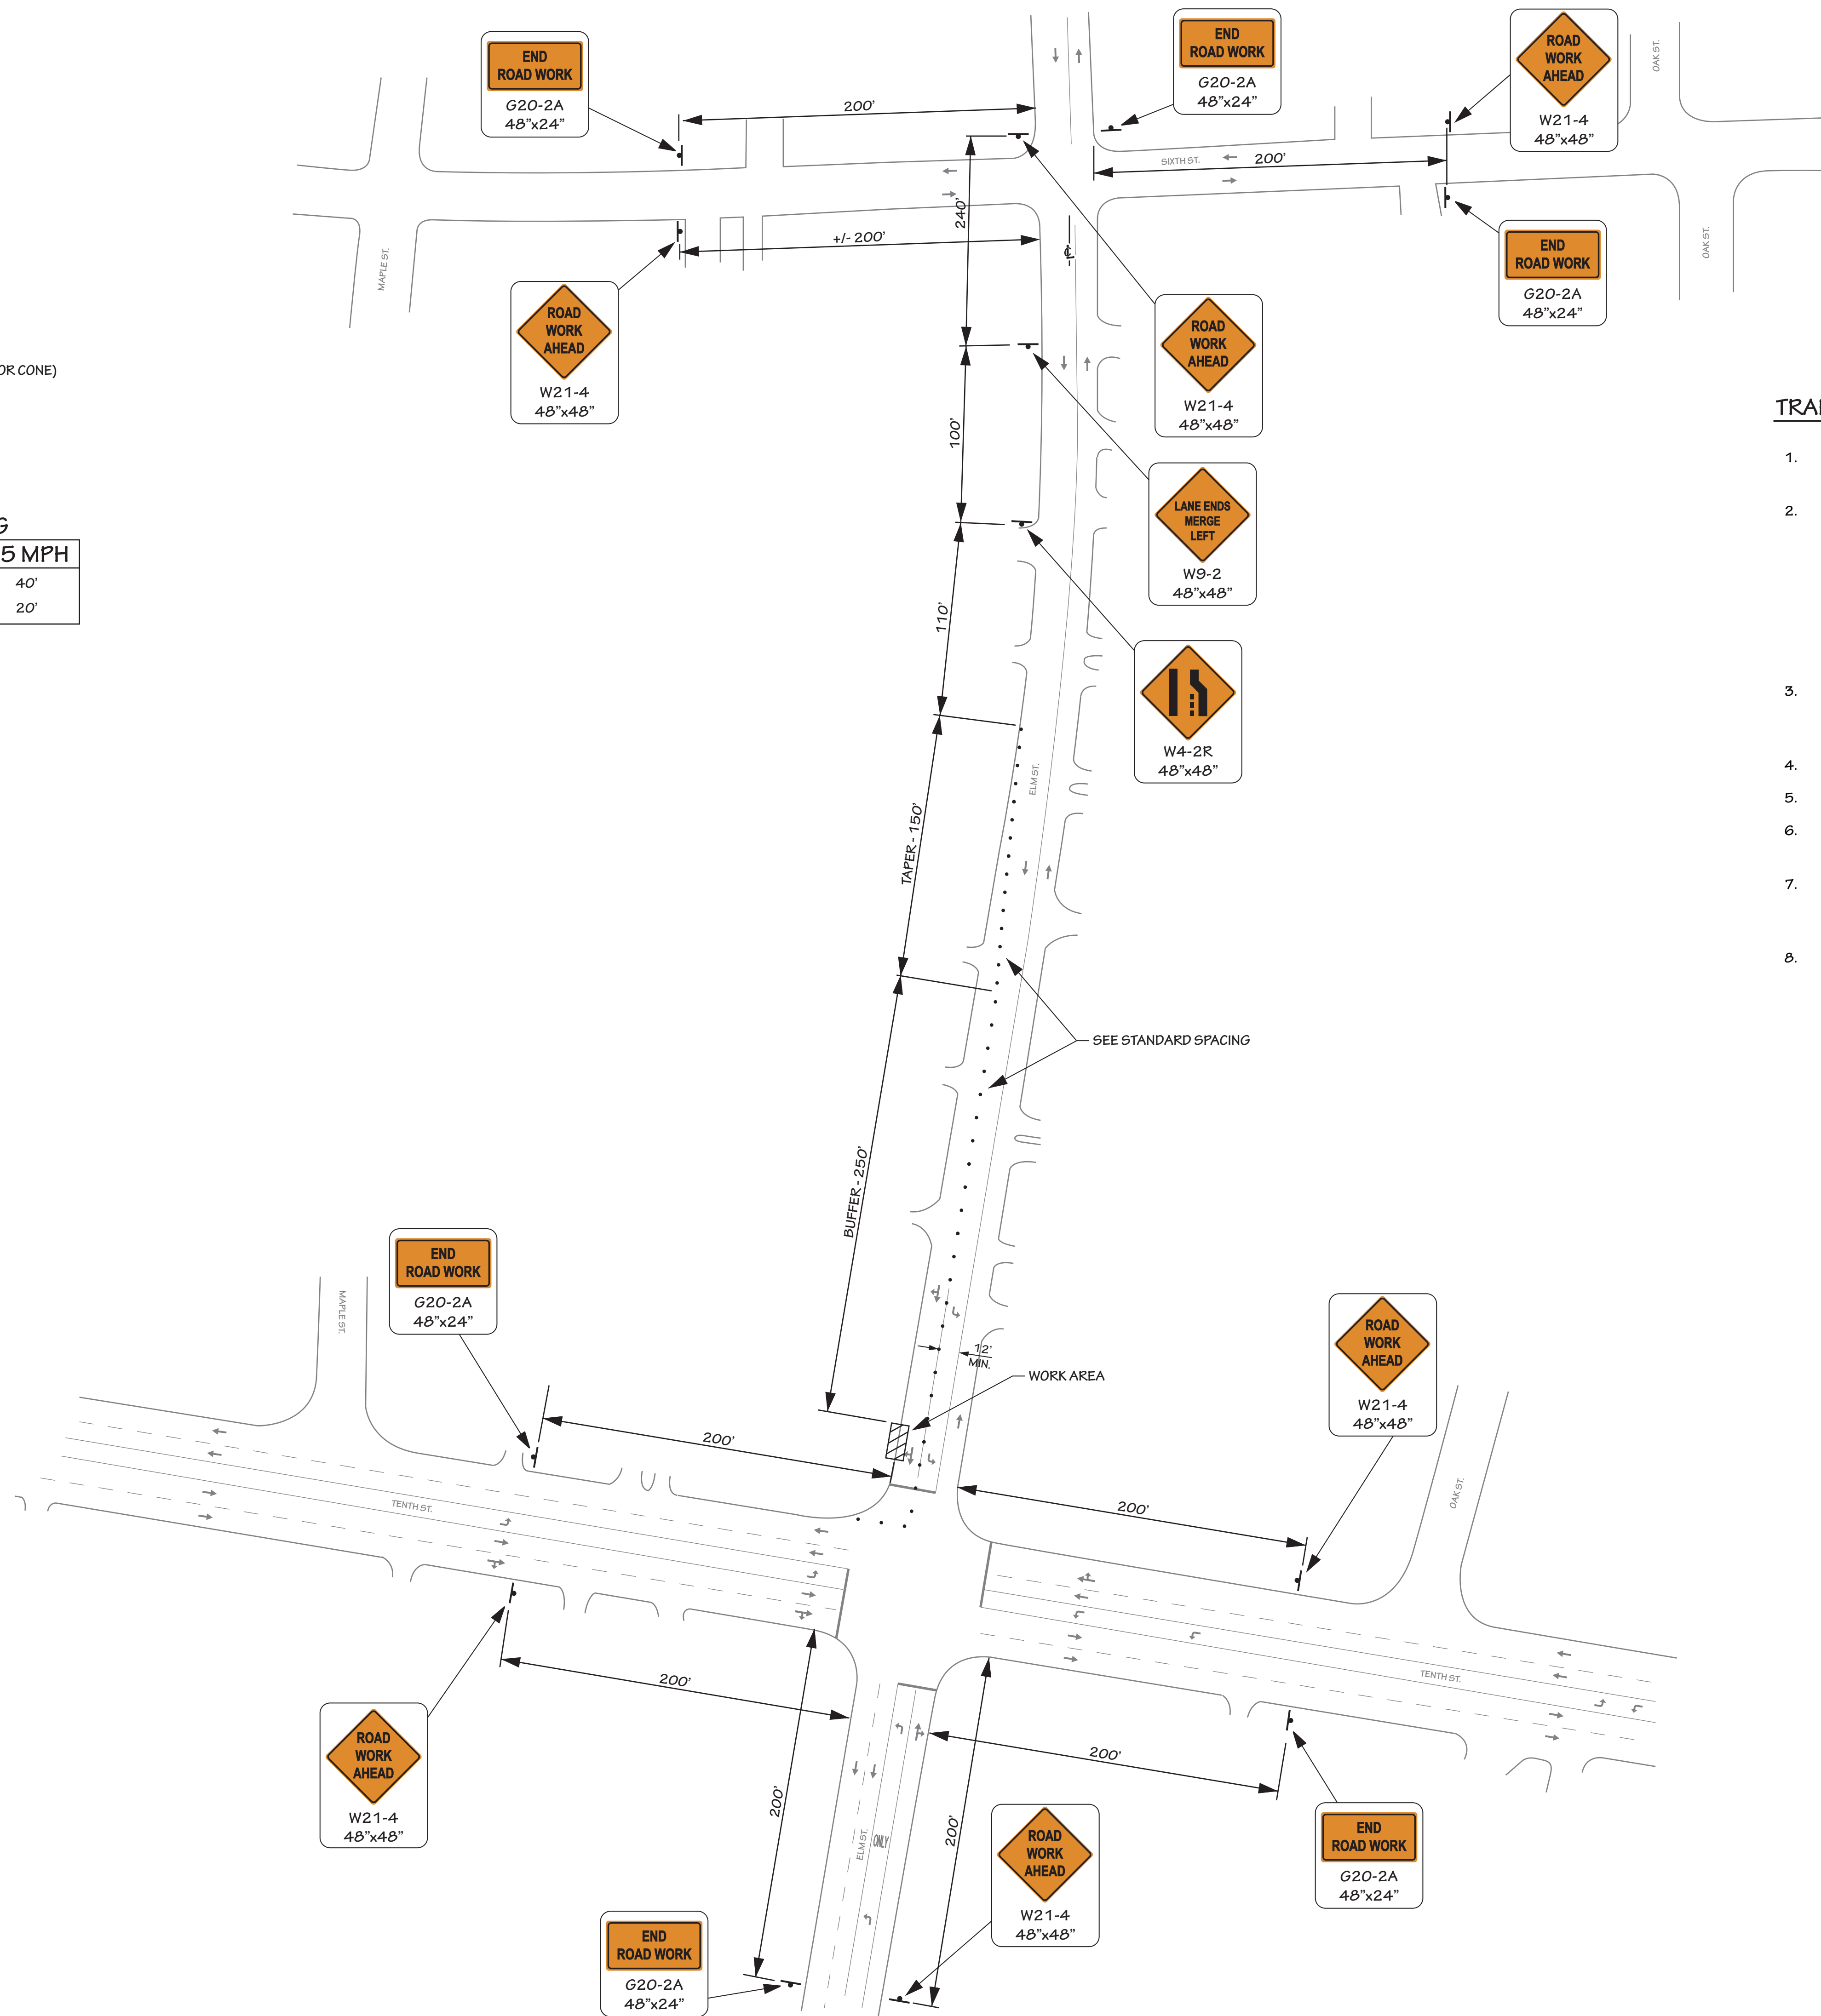 END
ROAD WORK
G20-2A
48"x24"
END
ROAD WORK
G20-2A
48"x24"
ROAD
WORK
AHEAD
W21-4
48"x48"
OAK ST.
200'
SIXTH ST.
200'
240'
+/- 200'
MAPLE ST.
OAK ST.
END
ROAD WORK
G20-2A
48"x24"
ROAD
WORK
AHEAD
W21-4
48"x48"
ROAD
WORK
AHEAD
W21-4
48"x48"
OR CONE)
100'
LANE ENDS
MERGE
LEFT
W9-2
48"x48"
TRA
1.
2.
3.
4.
5.
6.
7.
8.
G
5 MPH
40'
20'
110'
W4-2R
48"x48"
ELM ST.
TAPER - 150'
SEE STANDARD SPACING
BUFFER - 250'
END
ROAD WORK
G20-2A
48"x24"
MAPLE ST.
12'
MIN.
WORK AREA
ROAD
WORK
AHEAD
W21-4
48"x48"
200'
200'
OAK ST.
TENTH ST.
TENTH ST.
200'
200'
ROAD
WORK
AHEAD
W21-4
48"x48"
200'
ELM ST.
ONLY
200'
ROAD
WORK
AHEAD
W21-4
48"x48"
END
ROAD WORK
G20-2A
48"x24"
END
ROAD WORK
G20-2A
48"x24"